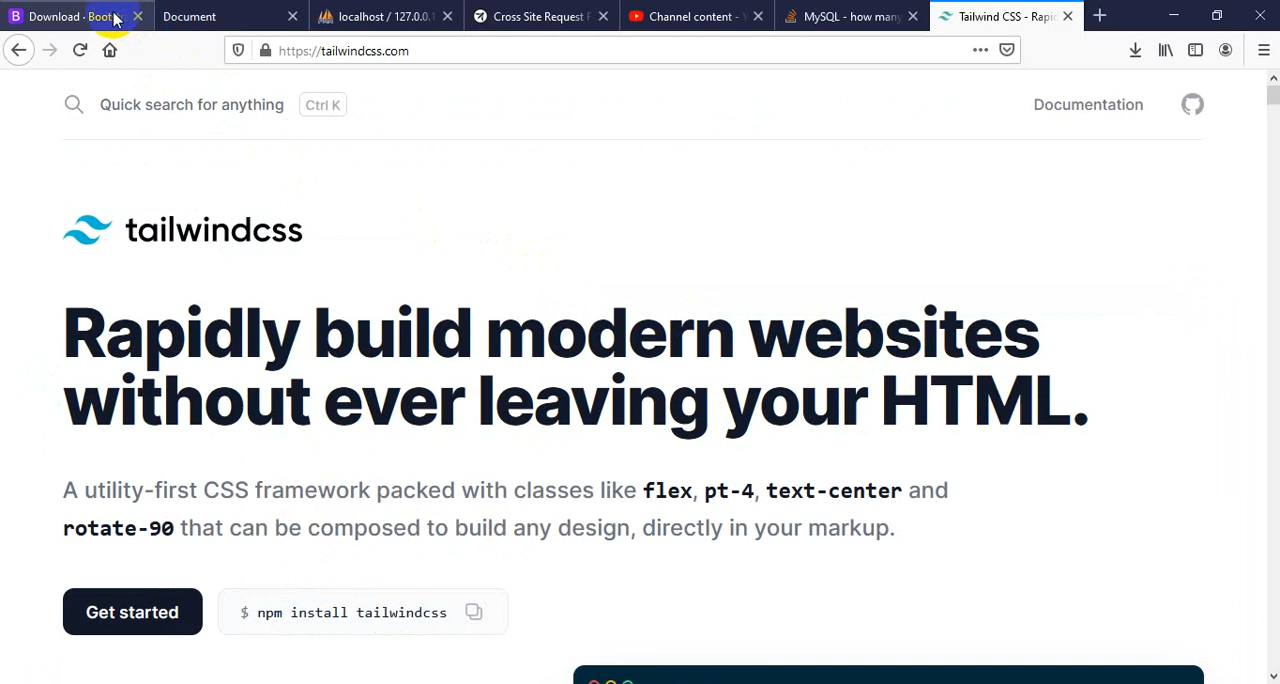 Download · Boot
Document
localhost / 127.0.0.1
Cross Site Request F
Channel content - Y
MySQL - how many
Tailwind CSS - Rapi
https://tailwindcss.com
Quick search for anything
Ctrl K
Documentation
tailwindcss
Rapidly build modern websites
without ever leaving your HTML.
A utility-first CSS framework packed with classes like flex, pt-4, text-center and
rotate-90 that can be composed to build any design, directly in your markup.
Get started
$ npm install tailwindcss